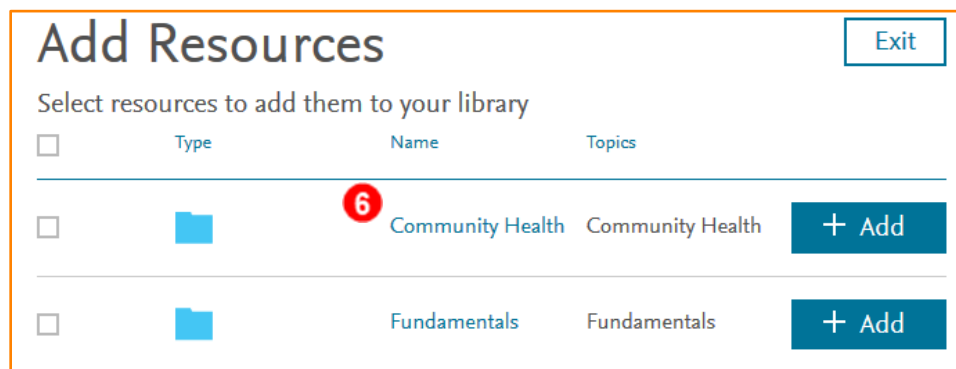 Add Resources
Exit
Select resources to add them to your library
Type Name Topics
6
Community Health Community Health + Add
Fundamentals Fundamentals + Add